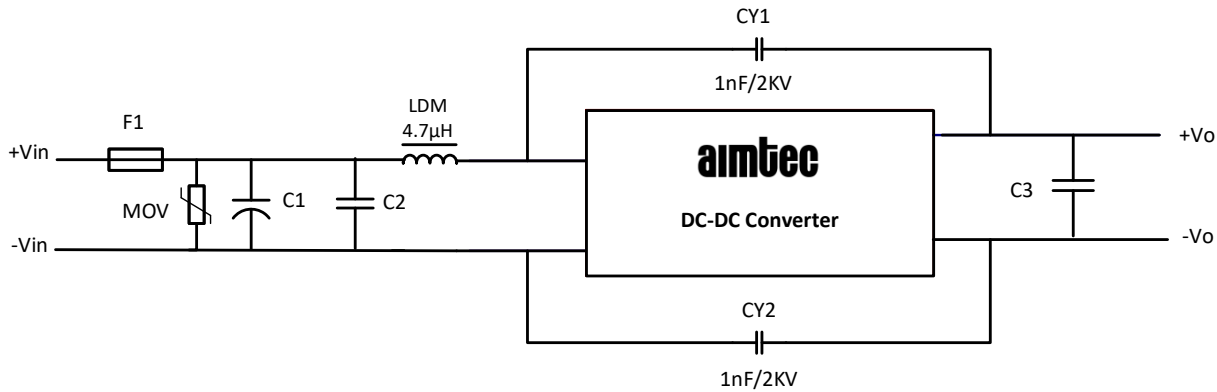 CY1
1nF/2KV
LDM
4.7µH
F1
+Vin
+Vo
aimtec
MOV
C1
C2
C3
DC-DC Converter
-Vin
-Vo
CY2
1nF/2KV